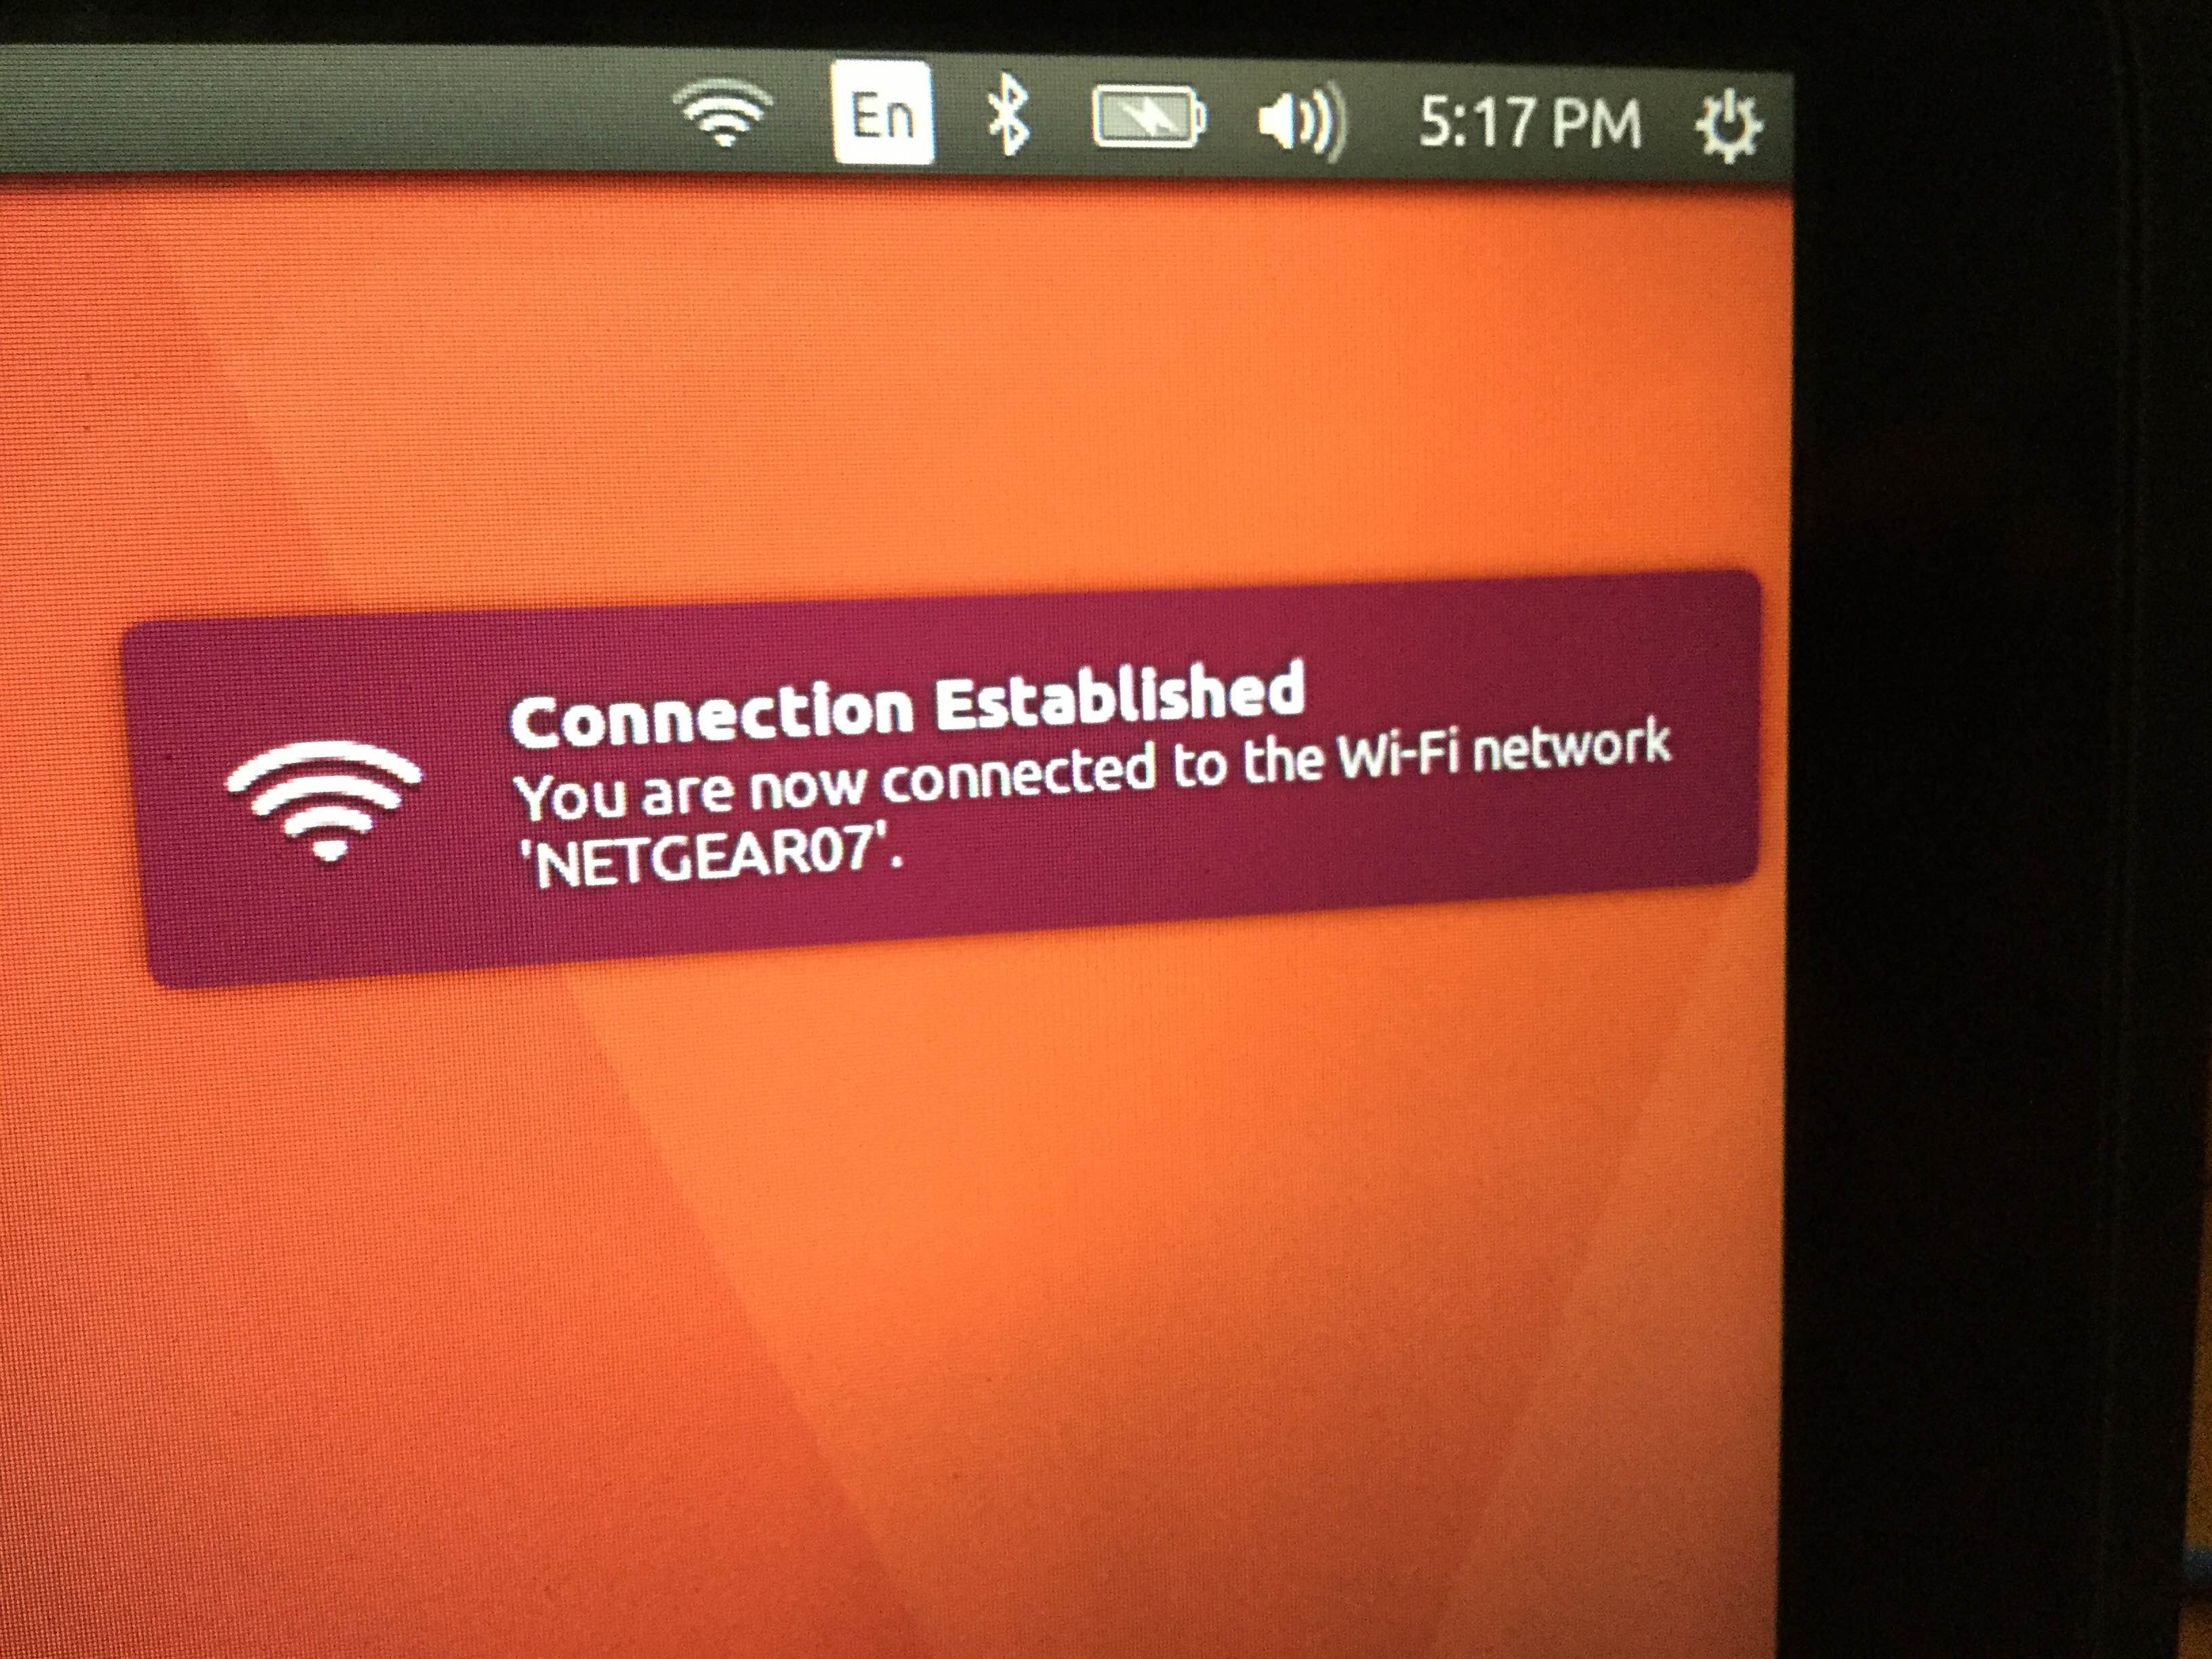 En 5:17 PM
Connection Established
You are now connected to the Wi-Fi network
'NETGEAR07'.